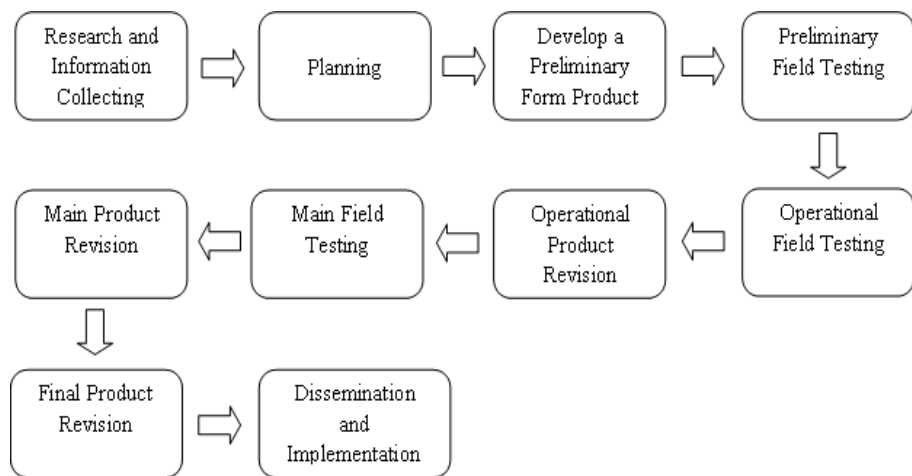 Research and
Information
Collecting
Planning
Develop a
Preliminary
Form Product
Preliminary
Field Testing
Operational
Field Testing
Operational
Product
Revision
Main Field
Testing
Main Product
Revision
Final Product
Revision
Dissemination
and
Implementation